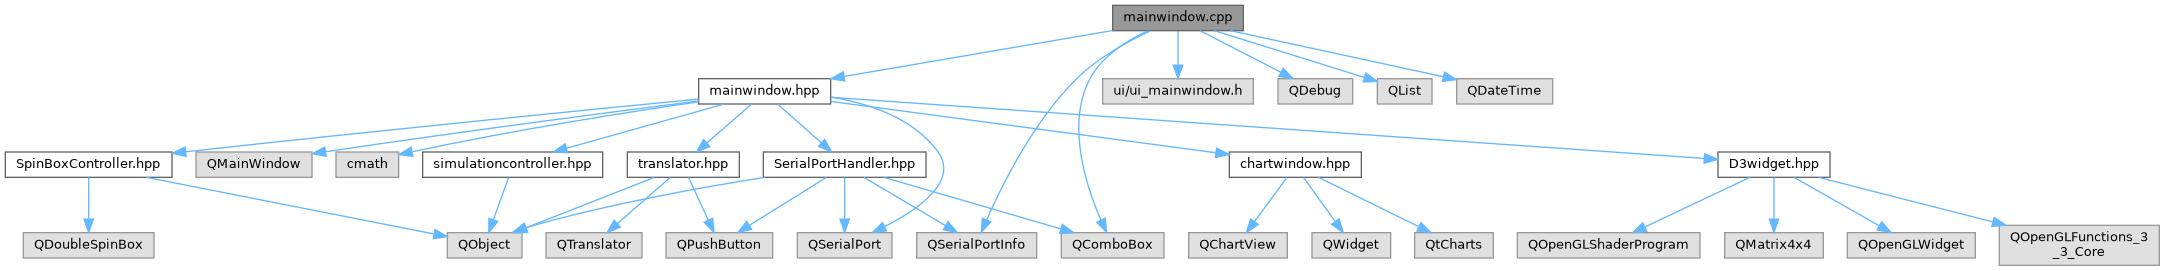 mainwindow.cpp
mainwindow.hpp
ui/ui_mainwindow.h
QDebug
QList
QDateTime
SpinBoxController.hpp
QMainWindow
cmath
simulationcontroller.hpp
translator.hpp
SerialPortHandler.hpp
chartwindow.hpp
D3widget.hpp
QDoubleSpinBox
QObject
QTranslator
QPushButton
QSerialPort
QSerialPortInfo
QComboBox
QChartView
QWidget
QtCharts
QOpenGLShaderProgram
QMatrix4x4
QOpenGLWidget
QOpenGLFunctions_3
_3_Core